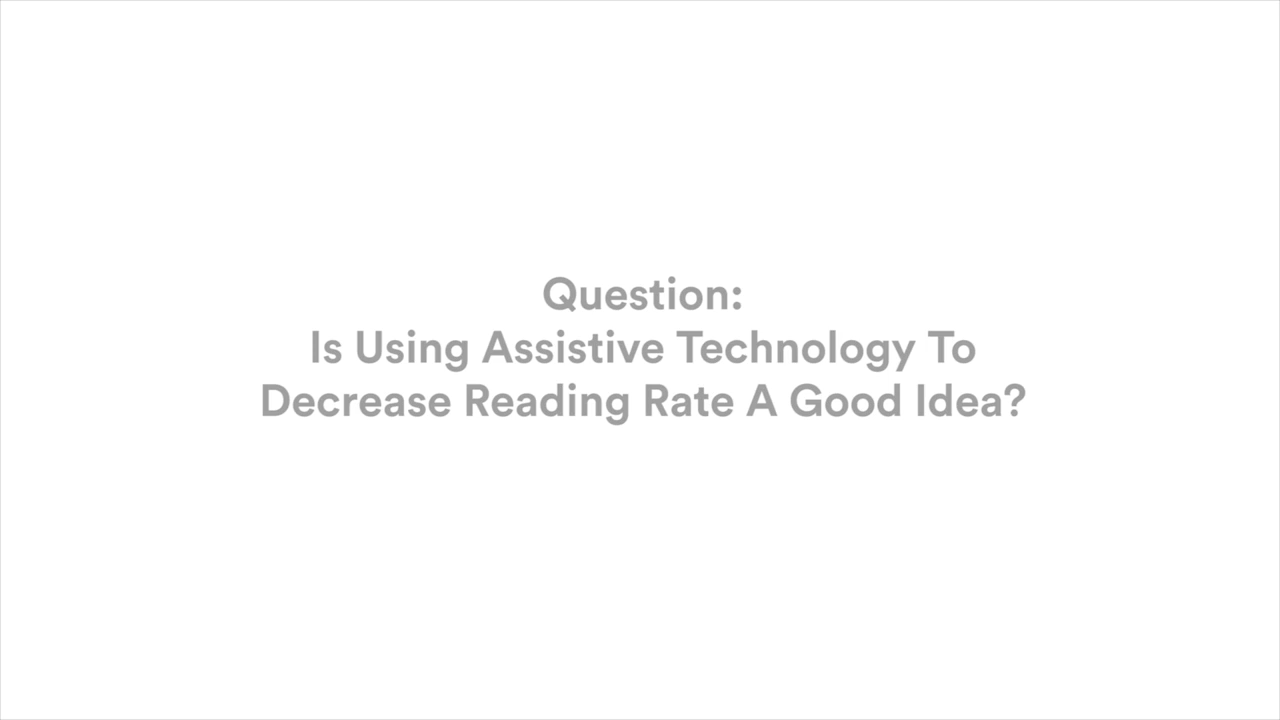 Question:
Is Using Assistive Technology To
Decrease Reading Rate A Good Idea?